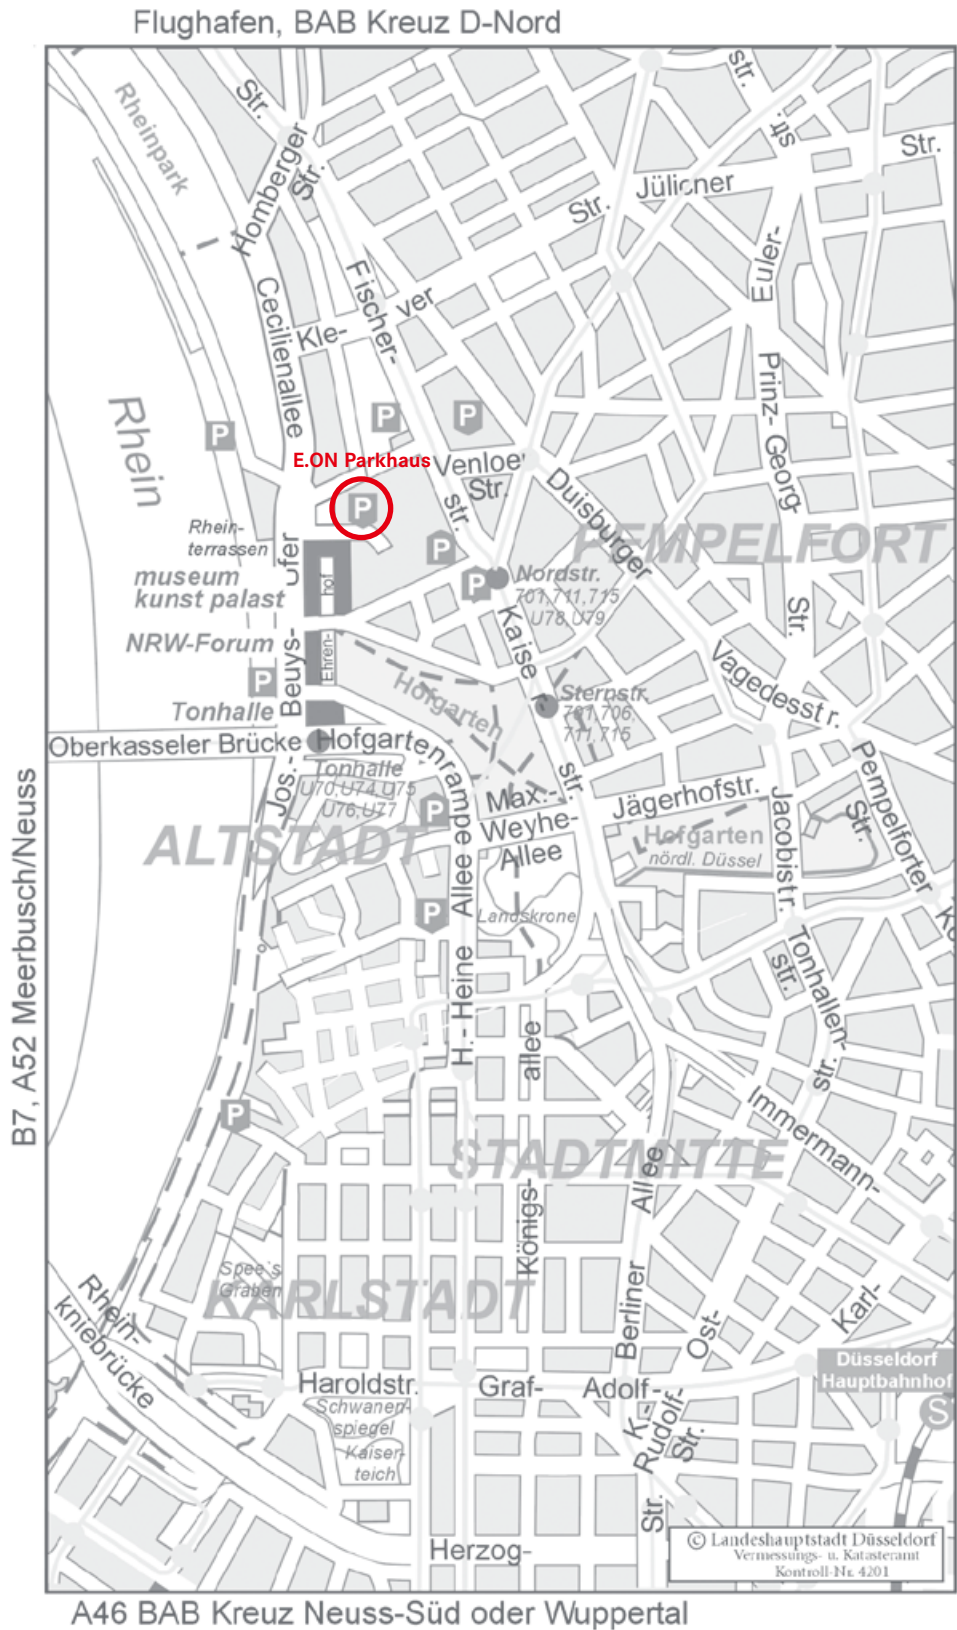 Flughafen, BAB Kreuz D-Nord
Str.
str.
Rheinpark
Homberger
Str.
str.
Str.
Jülicher
Str.
Euler-
Fischer-
ver
Kle-
Cecilienallee
Prinz-
Georg-
Rhein
P
P
P
E.ON Parkhaus
Venloer
Str.
str.
Duisburger
P
PEMPELFORT
Rhein-
terrassen
ufer
P
museum
kunst palast
hof
P
Nordstr.
701,711,715
U78,U79
Str.
NRW-Forum
Ehren-
Kaiser
Vagedesstr.
P
Beuys-
Hofgarten
Sternstr.
701,706,
711,715
Tonhalle
Oberkasseler Brücke
Hofgartenrampe
Jos.-
Tonhalle
U70,U74,U75
U76,U77
P
str.
Max.-
Weyhe-
Allee
Jägerhofstr.
Hofgarten
nördl. Düssel
Jacobistr.
Pempelforter
Str.
B7, A52 Meerbusch/Neuss
ALTSTADT
P
Allee
Landskrone
H.- Heine
Tonhallen-
str.
str.
allee
P
Immermann-
STADTMITTE
Allee
Königs-
Spee's
Graben
KARLSTADT
Berliner
Ost-
Karl-
Rhein-
kniebrücke
Düsseldorf
Hauptbahnhof
Haroldstr.
Graf-
Adolf-
Schwanen-
spiegel
K.-
Rudolf-
Str.
S
Kaiser-
teich
Str.
Herzog-
© Landeshauptstadt Düsseldorf
Vermessungs- u. Katasteramt
Kontroll-Nr. 4201
A46 BAB Kreuz Neuss-Süd oder Wuppertal